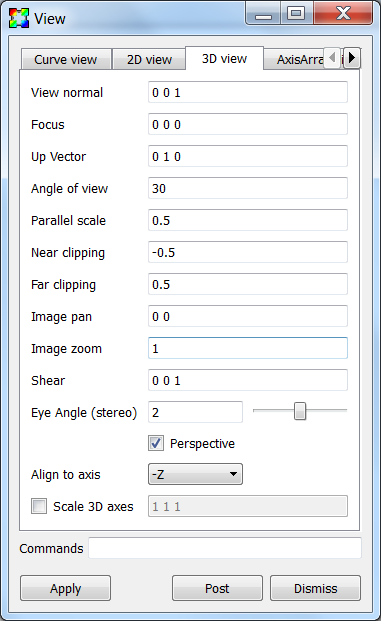 View
Curve view 2D view 3D view AxisArra
View normal 0 0 1
Focus 0 0 0
Up Vector 0 1 0
Angle of view 30
Parallel scale 0.5
Near clipping -0.5
Far clipping 0.5
Image pan 0 0
Image zoom 1
Shear 0 0 1
Eye Angle (stereo) 2
Perspective
Align to axis -Z
Scale 3D axes 1 1 1
Commands
Apply Post Dismiss